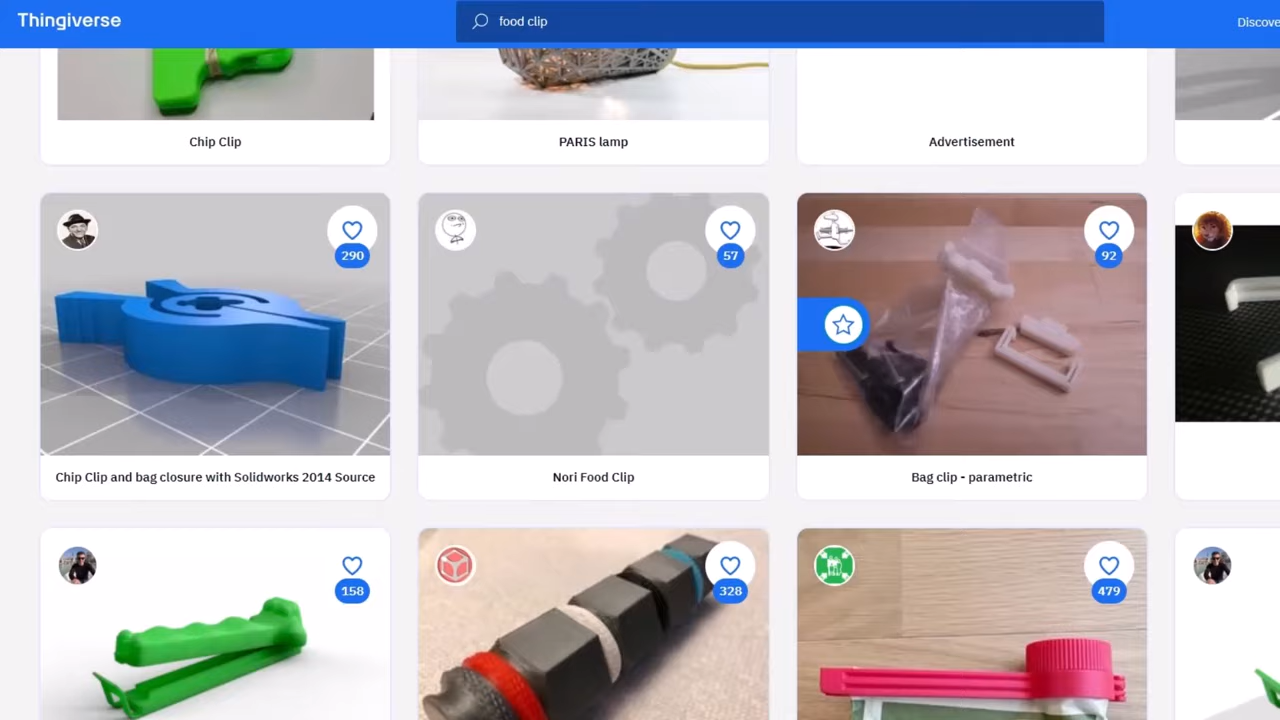 Thingiverse
food clip
Discove
Chip Clip
PARIS lamp
Advertisement
290
57
92
Chip Clip and bag closure with Solidworks 2014 Source
Nori Food Clip
Bag clip - parametric
158
328
479